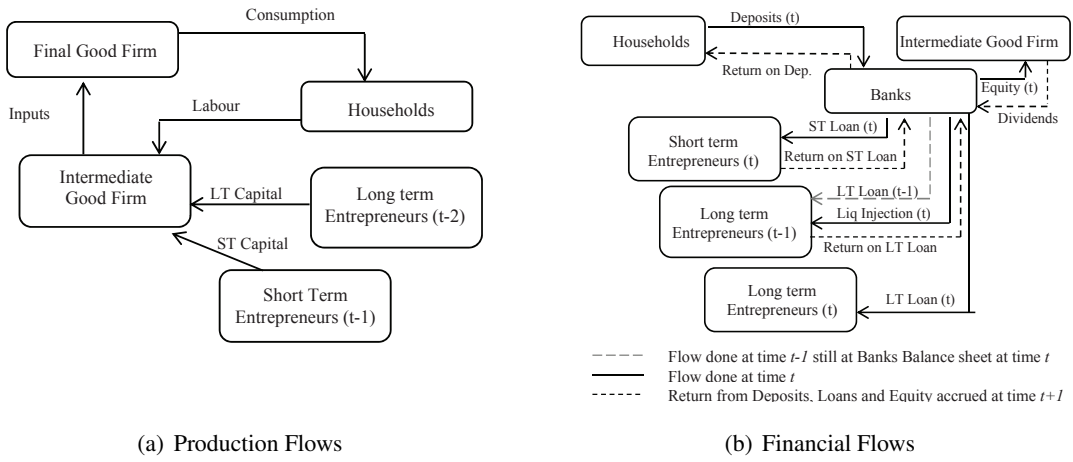 Consumption
Final Good Firm
Inputs
Labour
Households
Intermediate
Good Firm
LT Capital
Long term
Entrepreneurs (t-2)
ST Capital
Short Term
Entrepreneurs (t-1)
(a) Production Flows
Deposits (t)
Households
Return on Dep.
Intermediate Good Firm
Banks
Equity (t)
Dividends
Short term
Entrepreneurs (t)
ST Loan (t)
Return on ST Loan
LT Loan (t-1)
Long term
Entrepreneurs (t-1)
Liq Injection (t)
Return on LT Loan
Long term
Entrepreneurs (t)
LT Loan (t)
Flow done at time t-1 still at Banks Balance sheet at time t
Flow done at time t
Return from Deposits, Loans and Equity accrued at time t+1
(b) Financial Flows